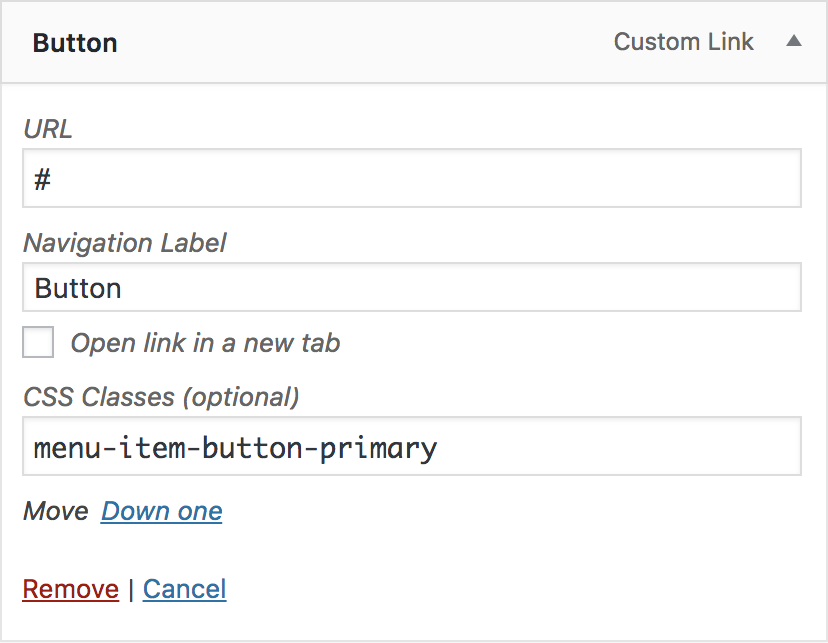 Button Custom Link
URL
#
Navigation Label
Button
Open link in a new tab
CSS Classes (optional)
menu-item-button-primary
Move Down one
Remove | Cancel